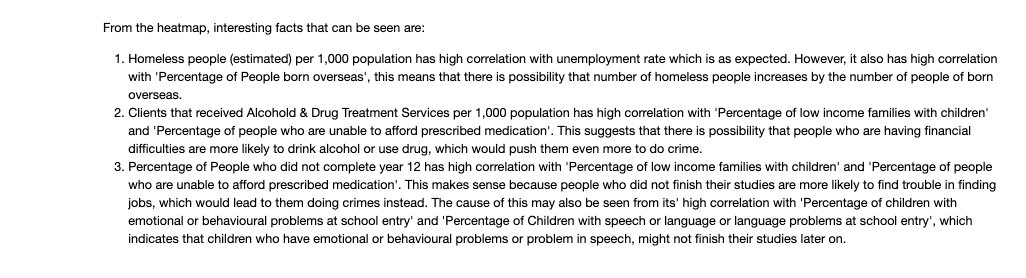 From the heatmap, interesting facts that can be seen are:
1. Homeless people (estimated) per 1,000 population has high correlation with unemployment rate which is as expected. However, it also has high correlation
with 'Percentage of People born overseas', this means that there is possibility that number of homeless people increases by the number of people of born
overseas.
2. Clients that received Alcohold & Drug Treatment Services per 1,000 population has high correlation with 'Percentage of low income families with children'
and 'Percentage of people who are unable to afford prescribed medication'. This suggests that there is possibility that people who are having financial
difficulties are more likely to drink alcohol or use drug, which would push them even more to do crime.
3. Percentage of People who did not complete year 12 has high correlation with 'Percentage of low income families with children' and 'Percentage of people
who are unable to afford prescribed medication'. This makes sense because people who did not finish their studies are more likely to find trouble in finding
jobs, which would lead to them doing crimes instead. The cause of this may also be seen from its' high correlation with 'Percentage of children with
emotional or behavioural problems at school entry' and 'Percentage of Children with speech or language or language problems at school entry', which
indicates that children who have emotional or behavioural problems or problem in speech, might not finish their studies later on.